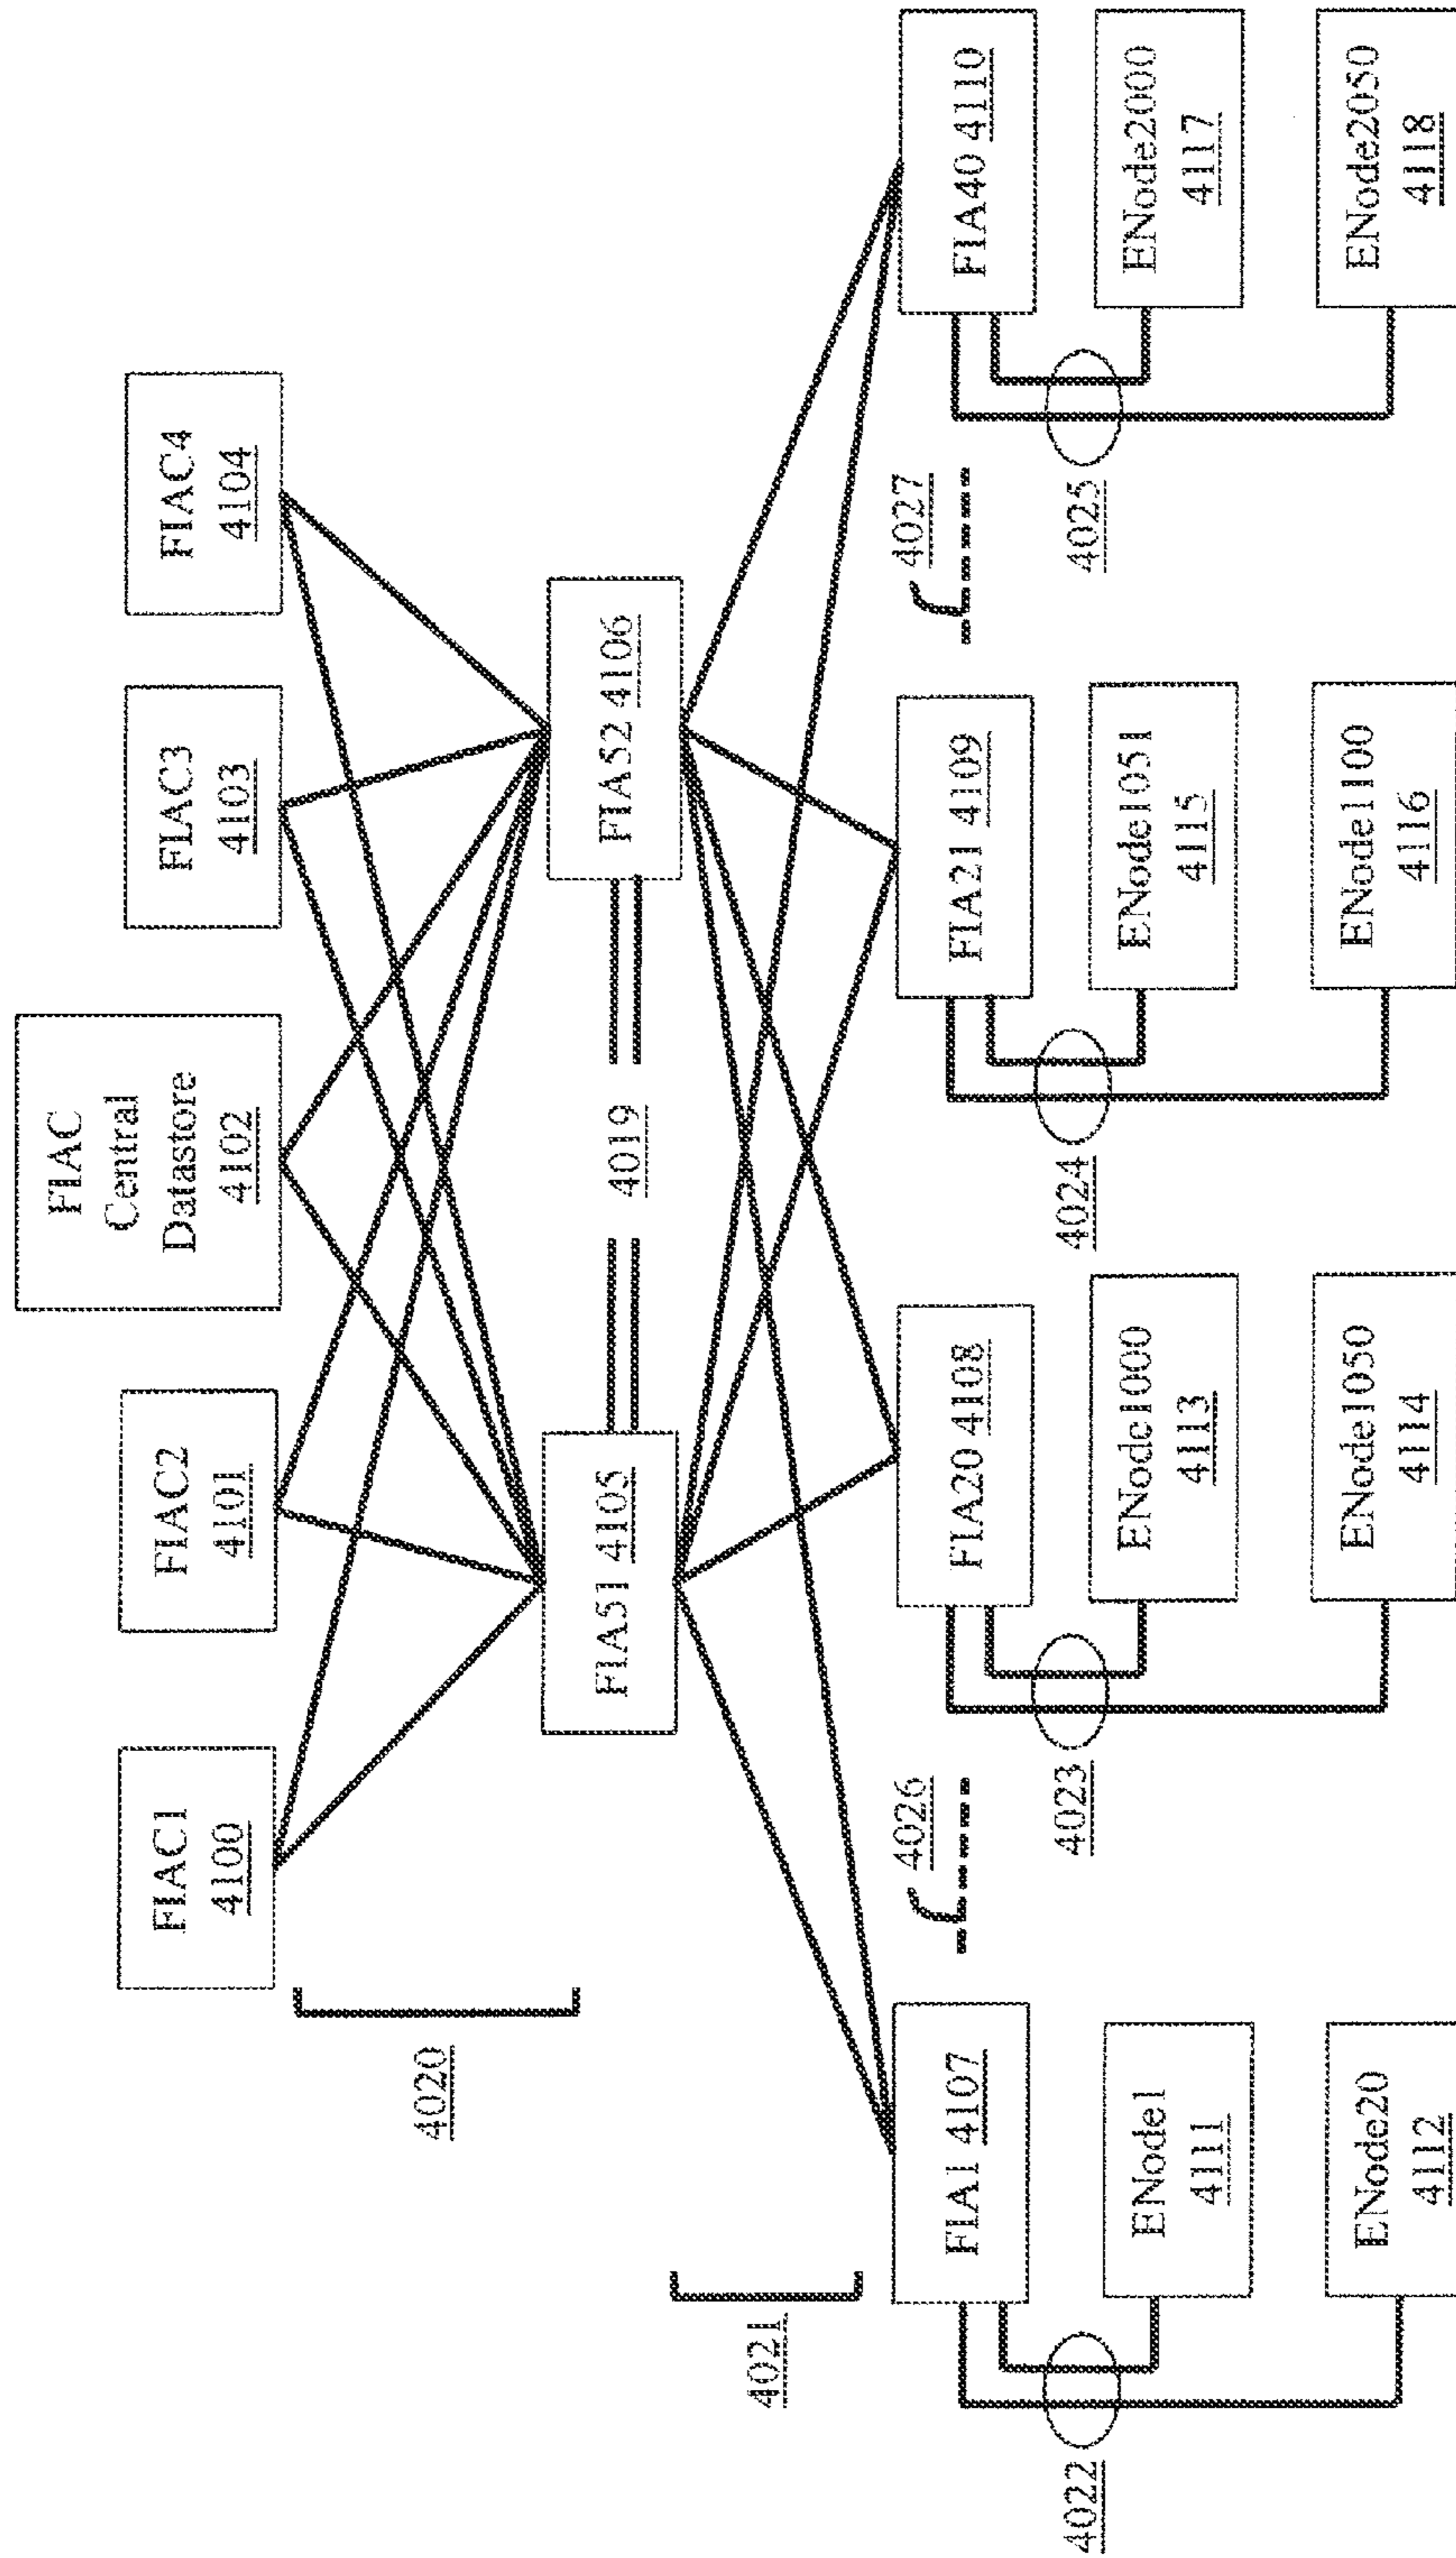 FIAC1
4100
FIAC2
4101
FIAC
Central
Datastore
4102
FIAC3
4103
FIAC4
4104
4020
FIA51 4105
4019
FIA52 4106
4021
FIA1 4107
4026
FIA20 4108
FIA21 4109
4027
FIA40 4110
4022
ENode1
4111
4023
ENode1000
4113
4024
ENode1051
4115
4025
ENode2000
4117
ENode20
4112
ENode1050
4114
ENode1100
4116
ENode2050
4118